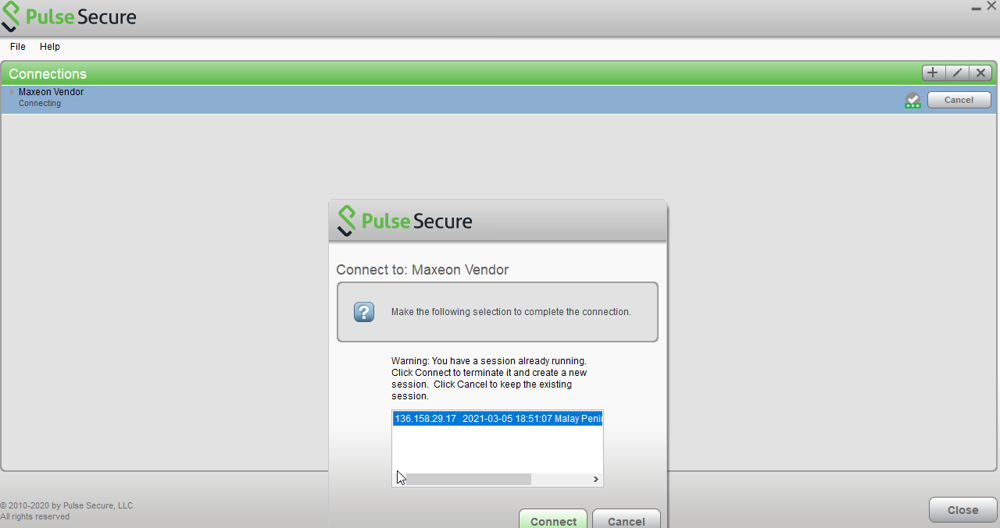 Pulse Secure
File Help
Connections
Maxeon Vendor
Connecting
Cancel
Pulse Secure
Connect to: Maxeon Vendor
Make the following selection to complete the connection.
Warning: You have a session already running.
Click Connect to terminate it and create a new
session. Click Cancel to keep the existing
session.
136.158.29.17 2021-03-05 18:51:07 Malay Penin
Connect Cancel
© 2010-2020 by Pulse Secure, LLC
All rights reserved
Close